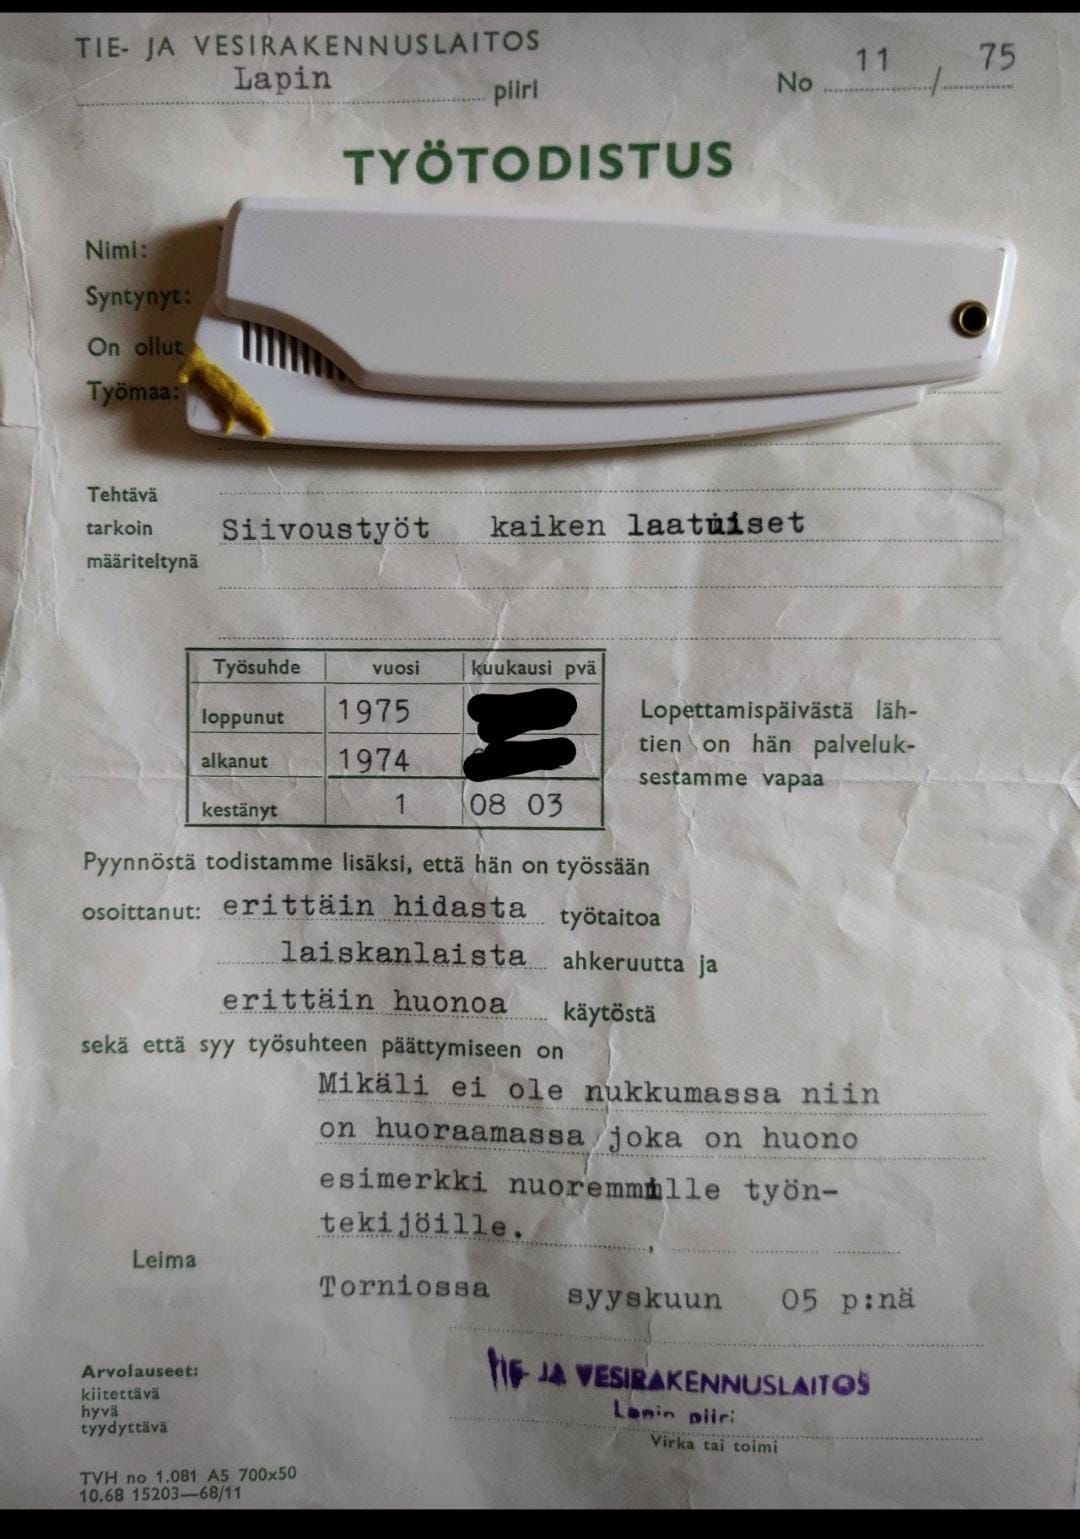 TIE- JA VESIRAKENNUSLAITOS
Lapin piiri
No 11 / 75
TYÖTODISTUS
Nimi:
Syntynyt:
On ollut
Työmaa:
Tehtävä
tarkoin
määriteltynä
Siivoustyöt kaiken laatuiset
Työsuhde vuosi kuukausi pvä
loppunut 1975
alkanut 1974
kestänyt 1 08 03
Lopettamispäivästä läh-
tien on hän palveluk-
sestamme vapaa
Pyynnöstä todistamme lisäksi, että hän on työssään
osoittanut: erittäin hidasta työtaitoa
laiskanlaista ahkeruutta ja
erittäin huonoa käytöstä
sekä että syy työsuhteen päättymiseen on
Mikäli ei ole nukkumassa niin
on huoraamassa joka on huono
esimerkki nuoremmille työn-
tekijöille.
Leima
Torniossa syyskuun 05 p:nä
TIE- JA VESIRAKENNUSLAITOS
Lapin piiri
Virka tai toimi
Arvolauseet:
kiitettävä
hyvä
tyydyttävä
TVH no 1.081 A5 700x50
10.68 15203—68/11